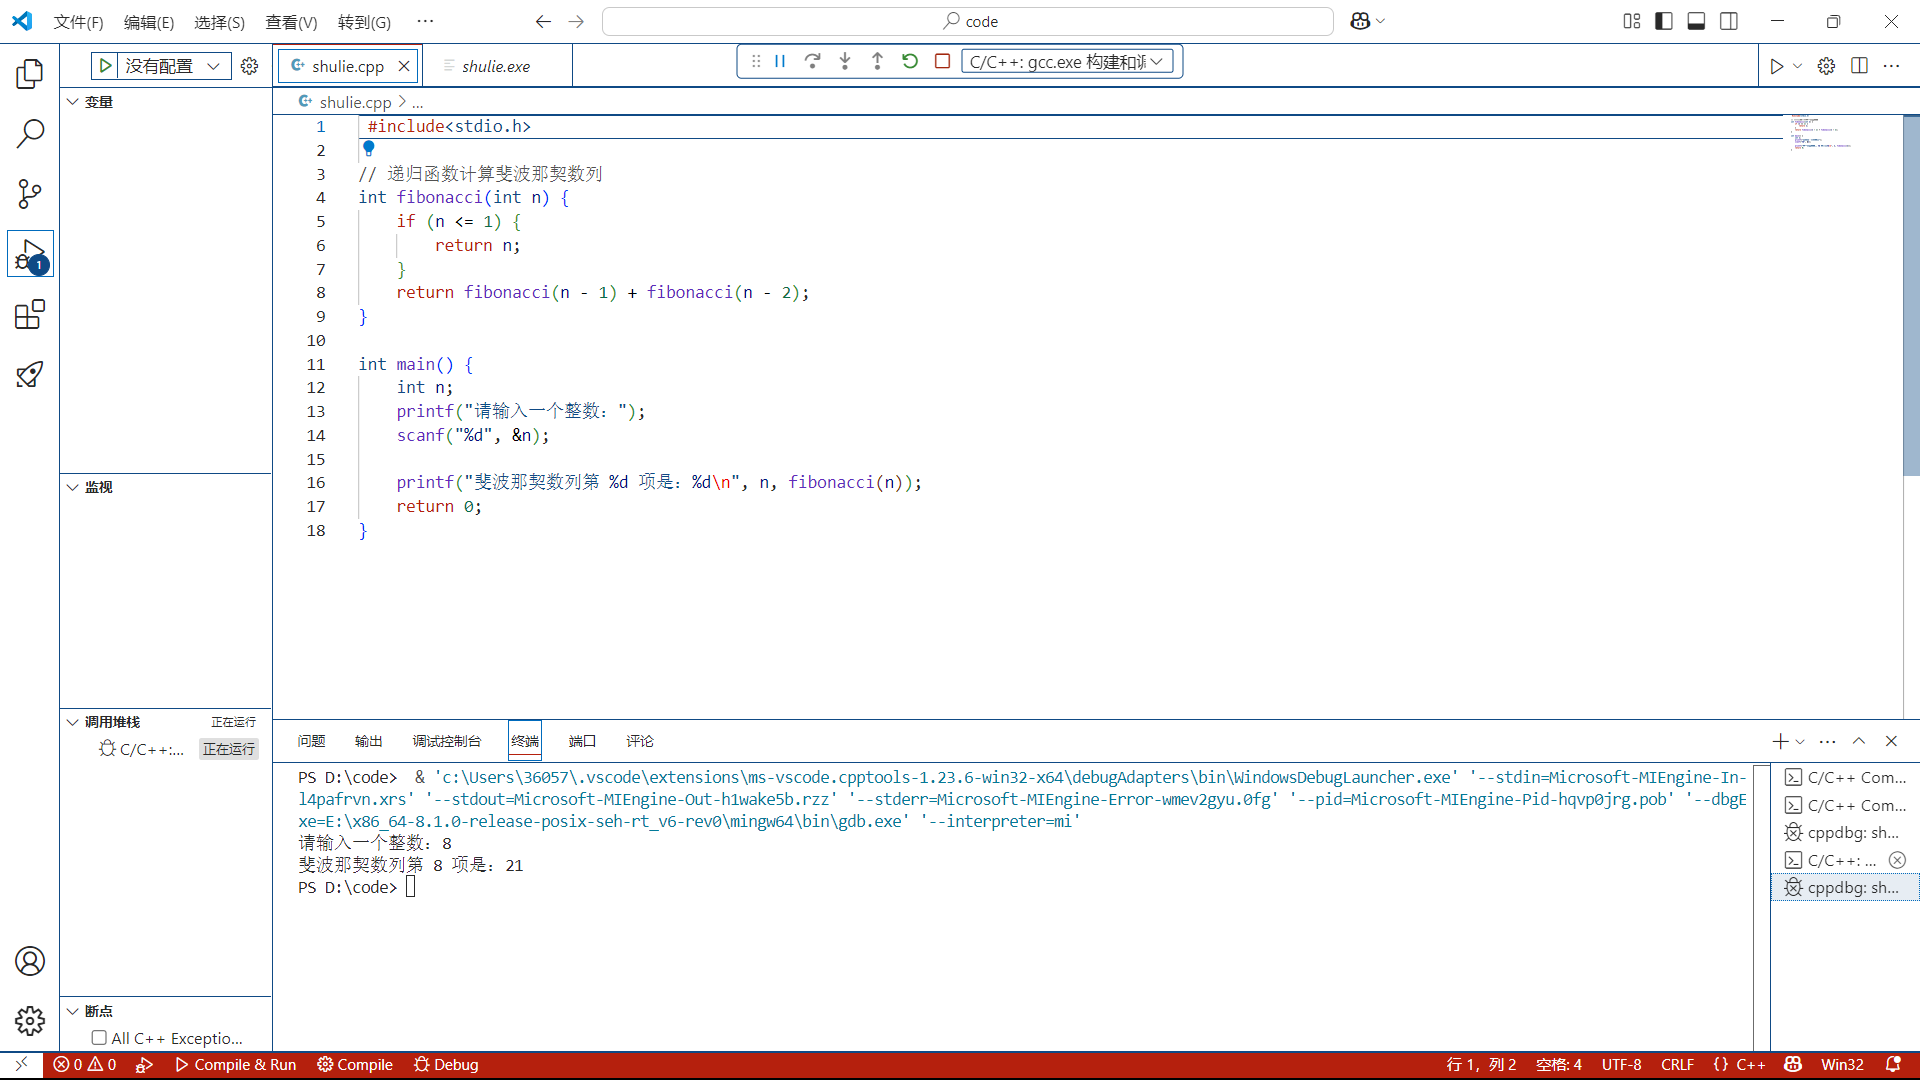 文件(F) 编辑(E) 选择(S) 查看(V) 转到(G) ··· code
没有配置
shulie.cpp
shulie.exe
C/C++: gcc.exe 构建和调
变量
shulie.cpp > ...
1 #include<stdio.h>
2
3 // 递归函数计算斐波那契数列
4 int fibonacci(int n) {
5 if (n <= 1) {
6 return n;
7 }
8 return fibonacci(n - 1) + fibonacci(n - 2);
9 }
10
11 int main() {
12 int n;
13 printf("请输入一个整数: ");
14 scanf("%d", &n);
15
16 printf("斐波那契数列第 %d 项是: %d\n", n, fibonacci(n));
17 return 0;
18 }
1
监视
调用堆栈 正在运行
C/C++:... 正在运行
断点
All C++ Exceptio...
问题 输出 调试控制台 终端 端口 评论
PS D:\code>  & 'c:\Users\36057\.vscode\extensions\ms-vscode.cpptools-1.23.6-win32-x64\debugAdapters\bin\WindowsDebugLauncher.exe' '--stdin=Microsoft-MIEngine-In-
l4pafrvn.xrs' '--stdout=Microsoft-MIEngine-Out-h1wake5b.rzz' '--stderr=Microsoft-MIEngine-Error-wmev2gyu.0fg' '--pid=Microsoft-MIEngine-Pid-hqvp0jrg.pob' '--dbgE
xe=E:\x86_64-8.1.0-release-posix-seh-rt_v6-rev0\mingw64\bin\gdb.exe' '--interpreter=mi'
请输入一个整数: 8
斐波那契数列第 8 项是: 21
PS D:\code>
C/C++ Com...
C/C++ Com...
cppdbg: sh...
C/C++: ...
cppdbg: sh...
0 0 Compile & Run Compile Debug 行 1, 列 2 空格: 4 UTF-8 CRLF {} C++ Win32